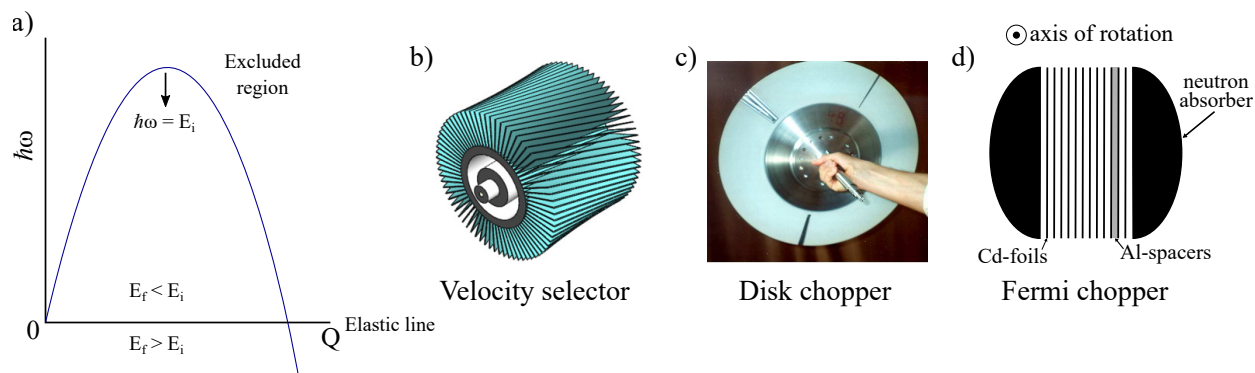 a)
Excluded
region
ħω = E_i
ħω
E_f < E_i
0
Elastic line
Q
E_f > E_i
b)
Velocity selector
c)
Disk chopper
d)
axis of rotation
neutron
absorber
Cd-foils
Al-spacers
Fermi chopper